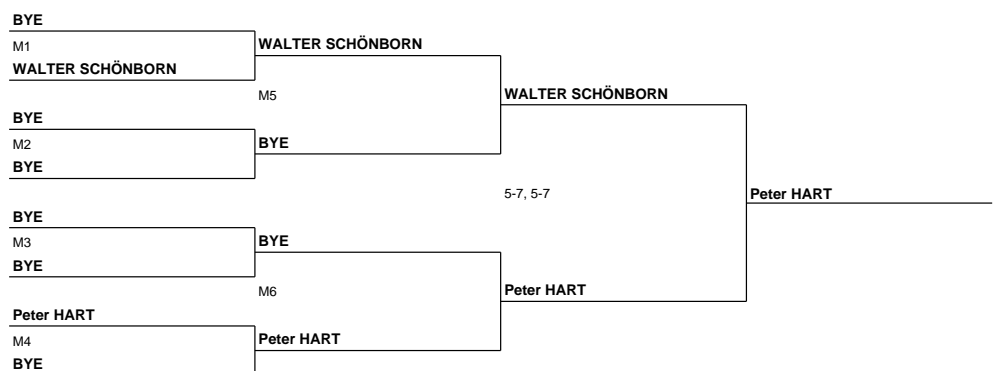 BYE
M1
WALTER SCHÖNBORN
WALTER SCHÖNBORN
M5
WALTER SCHÖNBORN
BYE
M2
BYE
BYE
5-7, 5-7
Peter HART
BYE
M3
BYE
BYE
M6
Peter HART
Peter HART
M4
Peter HART
BYE